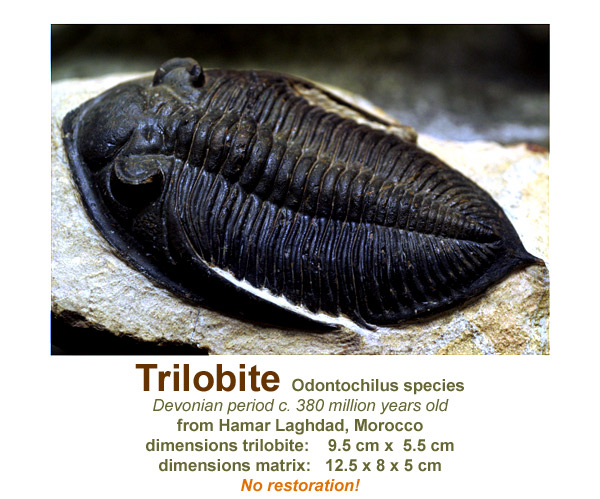 Trilobite Odontochilus species
Devonian period c. 380 million years old
from Hamar Laghdad, Morocco
dimensions trilobite: 9.5 cm x 5.5 cm
dimensions matrix: 12.5 x 8 x 5 cm
No restoration!